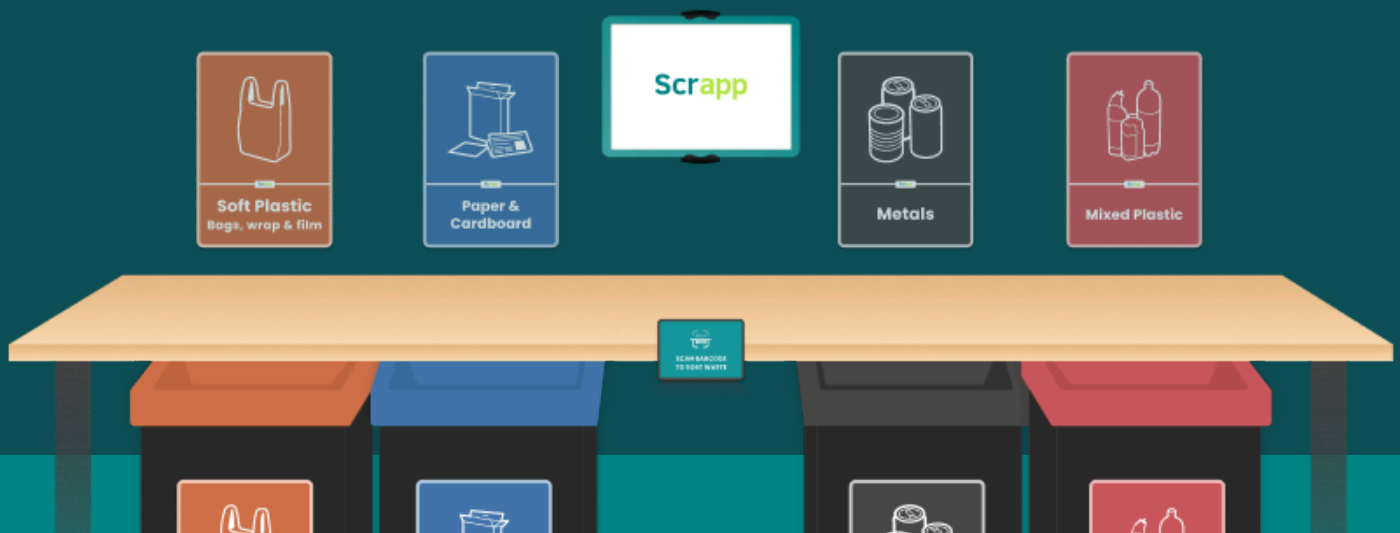 Scrapp
Soft Plastic
Bags, wrap & film
Paper &
Cardboard
Metals
Mixed Plastic
SCAN BARCODE
TO SORT WASTE